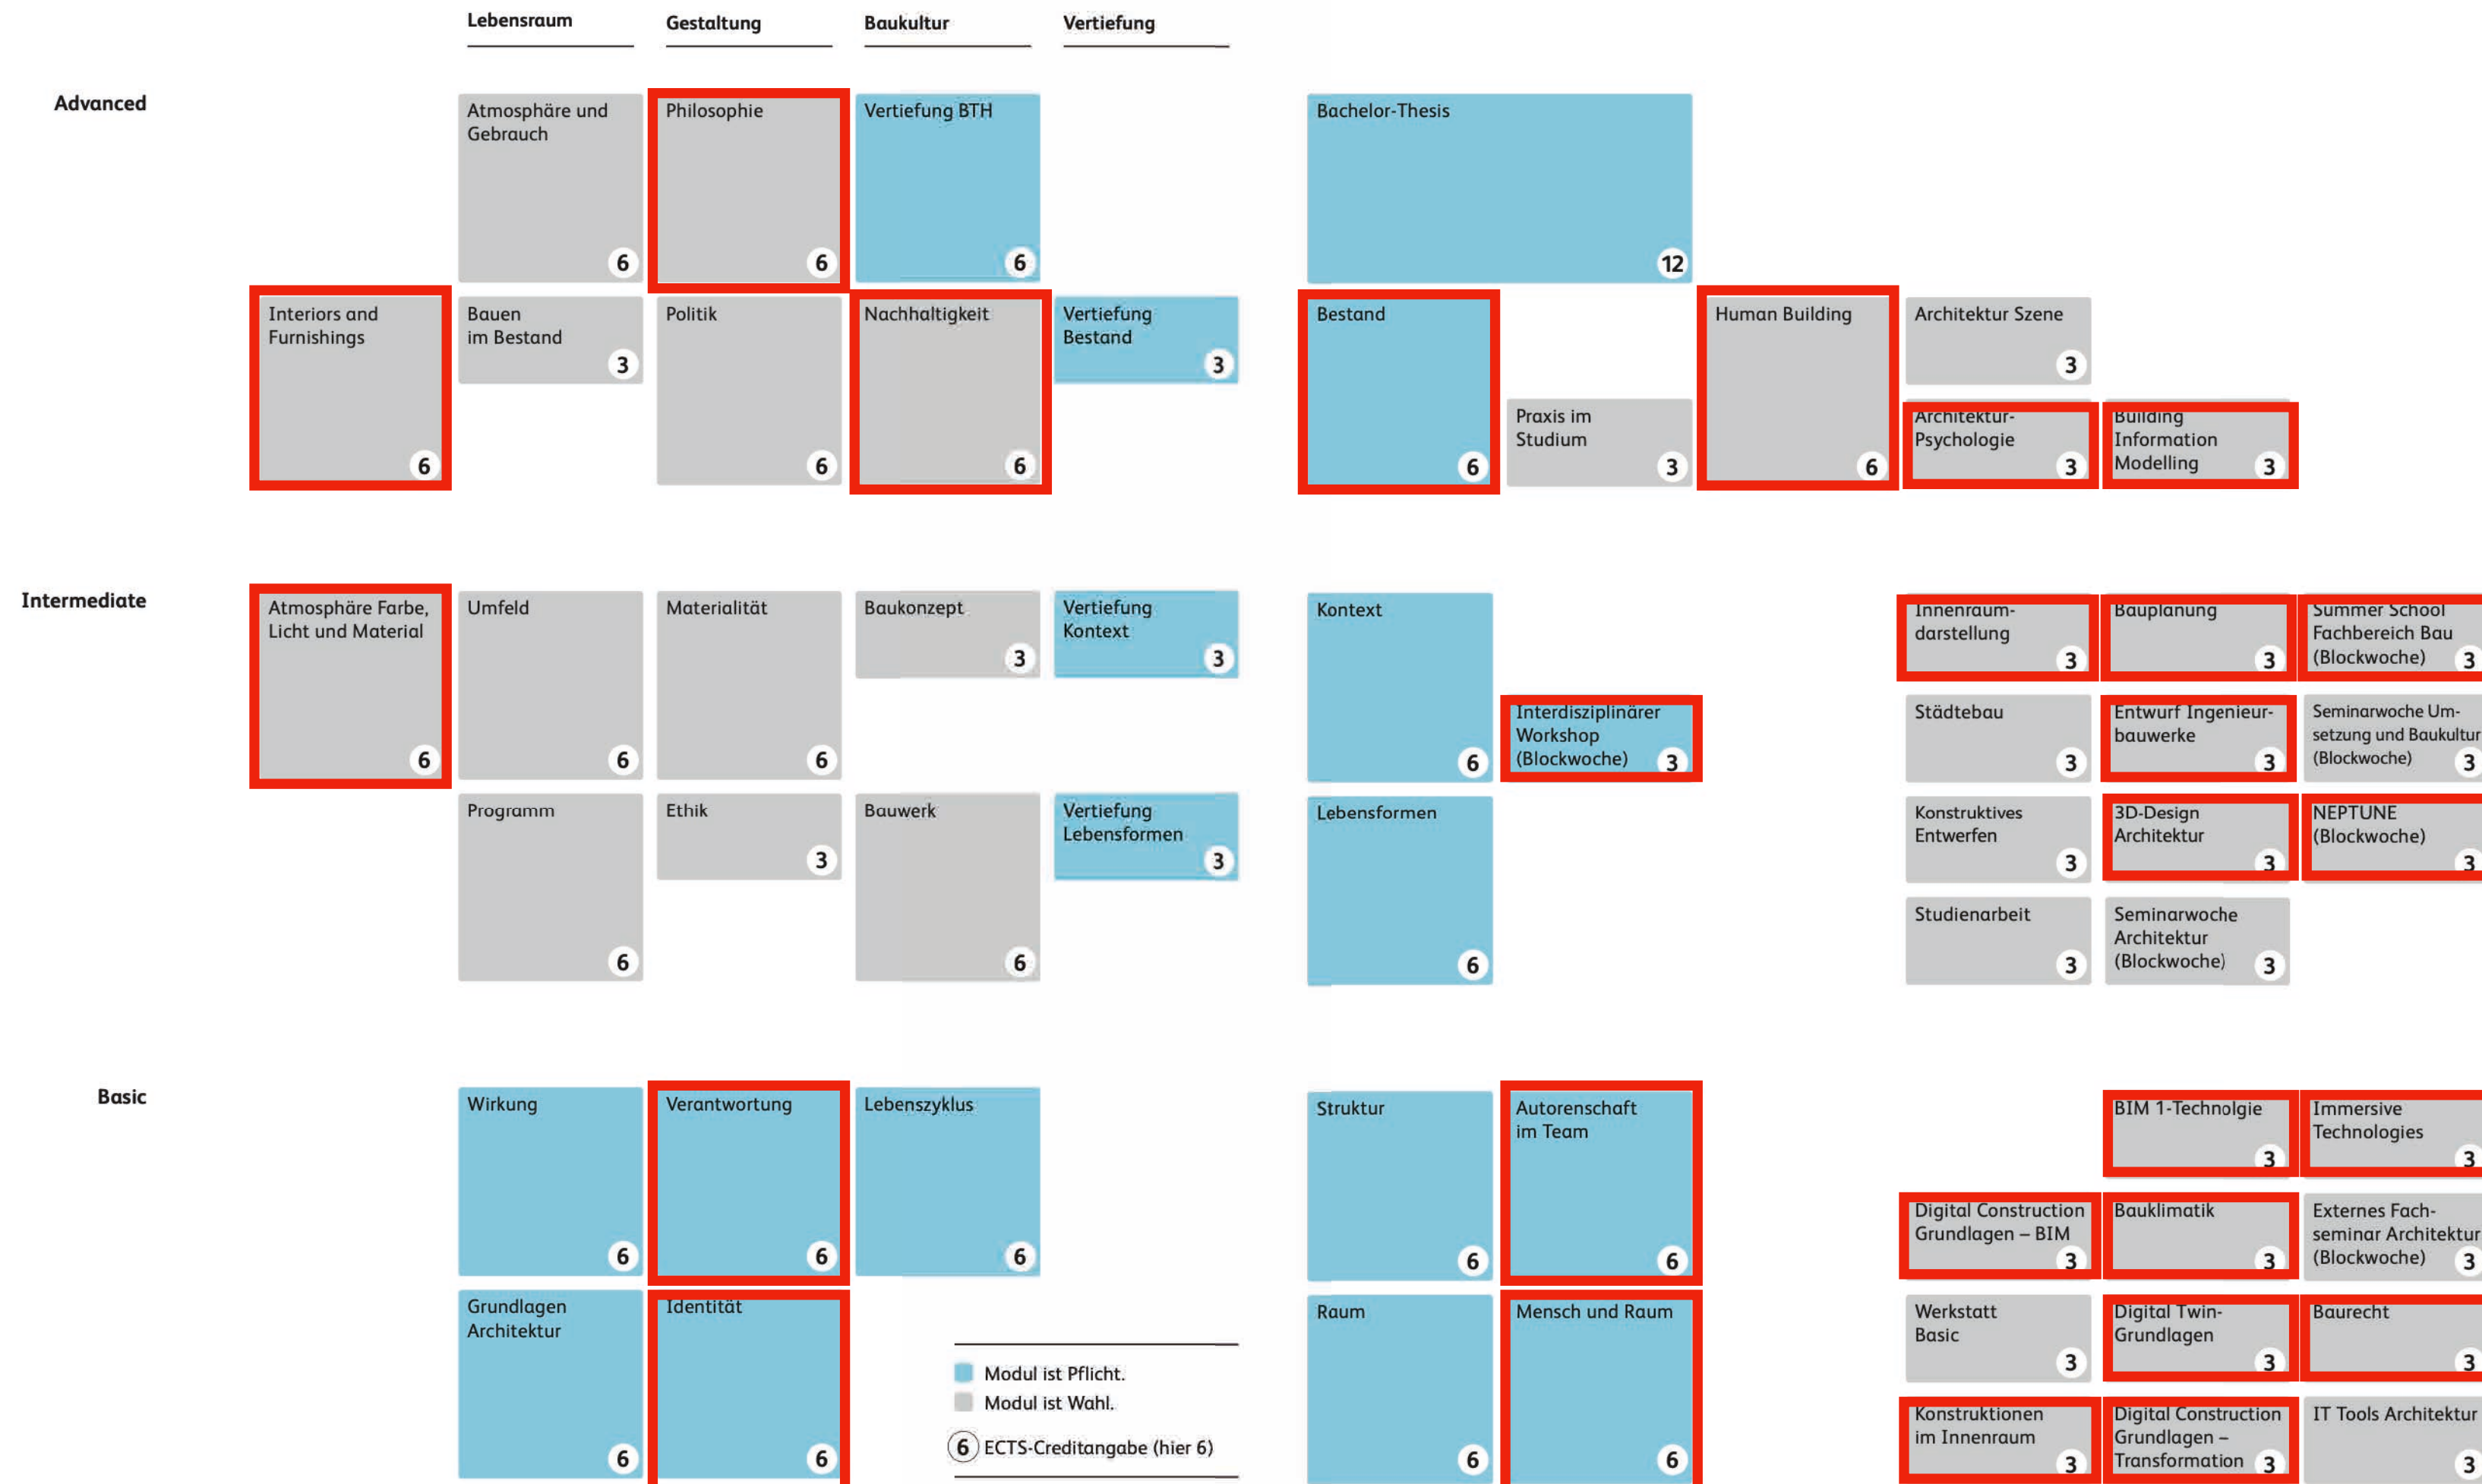 Lebensraum
Gestaltung
Baukultur
Vertiefung
Advanced
Atmosphäre und
Gebrauch
6
Philosophie
6
Vertiefung BTH
6
Bachelor-Thesis
12
Interiors and
Furnishings
6
Bauen
im Bestand
3
Politik
6
Nachhaltigkeit
6
Vertiefung
Bestand
3
Bestand
6
Praxis im
Studium
3
Human Building
6
Architektur Szene
3
Architektur-
Psychologie
3
Building
Information
Modelling
3
Intermediate
Atmosphäre Farbe,
Licht und Material
6
Umfeld
6
Materialität
6
Baukonzept
3
Vertiefung
Kontext
3
Kontext
6
Interdisziplinärer
Workshop
(Blockwoche)
3
Innenraum-
darstellung
3
Bauplanung
3
Summer School
Fachbereich Bau
(Blockwoche)
3
Städtebau
3
Entwurf Ingenieur-
bauwerke
3
Seminarwoche Um-
setzung und Baukultur
(Blockwoche)
3
Programm
6
Ethik
3
Bauwerk
6
Vertiefung
Lebensformen
3
Lebensformen
6
Konstruktives
Entwerfen
3
3D-Design
Architektur
3
NEPTUNE
(Blockwoche)
3
Studienarbeit
3
Seminarwoche
Architektur
(Blockwoche)
3
Basic
Wirkung
6
Verantwortung
6
Lebenszyklus
6
Struktur
6
Autorenschaft
im Team
6
BIM 1-Technolgie
3
Immersive
Technologies
3
Digital Construction
Grundlagen – BIM
3
Bauklimatik
3
Externes Fach-
seminar Architektur
(Blockwoche)
3
Grundlagen
Architektur
6
Identität
6
Modul ist Pflicht.
Modul ist Wahl.
6 ECTS-Creditangabe (hier 6)
Raum
6
Mensch und Raum
6
Werkstatt
Basic
3
Digital Twin-
Grundlagen
3
Baurecht
3
Konstruktionen
im Innenraum
3
Digital Construction
Grundlagen –
Transformation
3
IT Tools Architektur
3